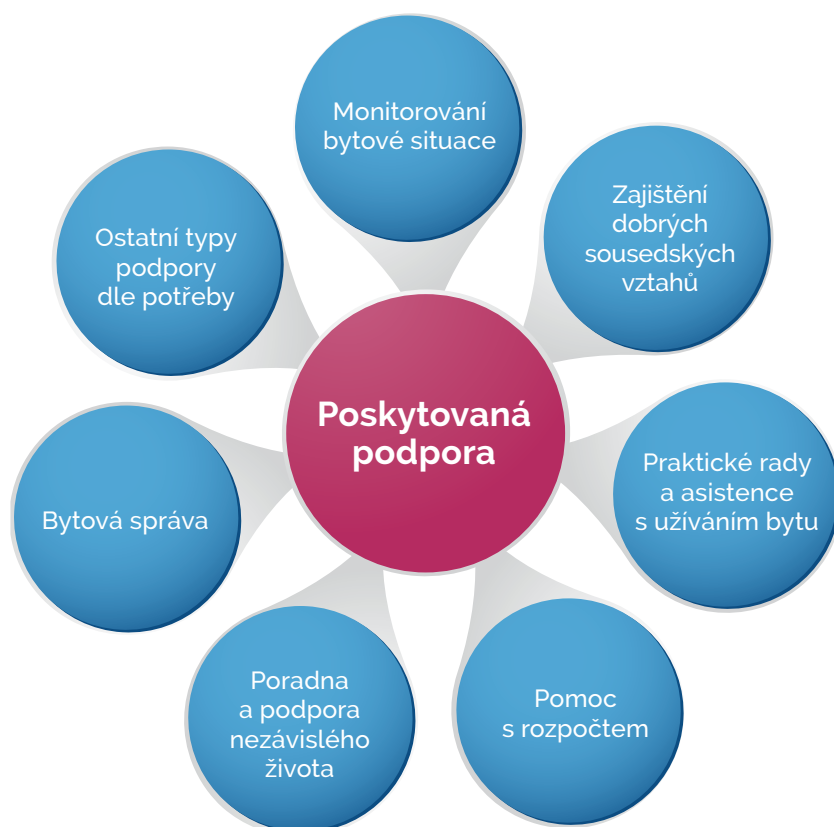 Monitorování
bytové situace
Zajištění
dobrých
sousedských
vztahů
Praktické rady
a asistence
s užíváním bytu
Pomoc
s rozpočtem
Poradna
a podpora
nezávislého
života
Bytová správa
Ostatní typy
podpory
dle potřeby
Poskytovaná
podpora